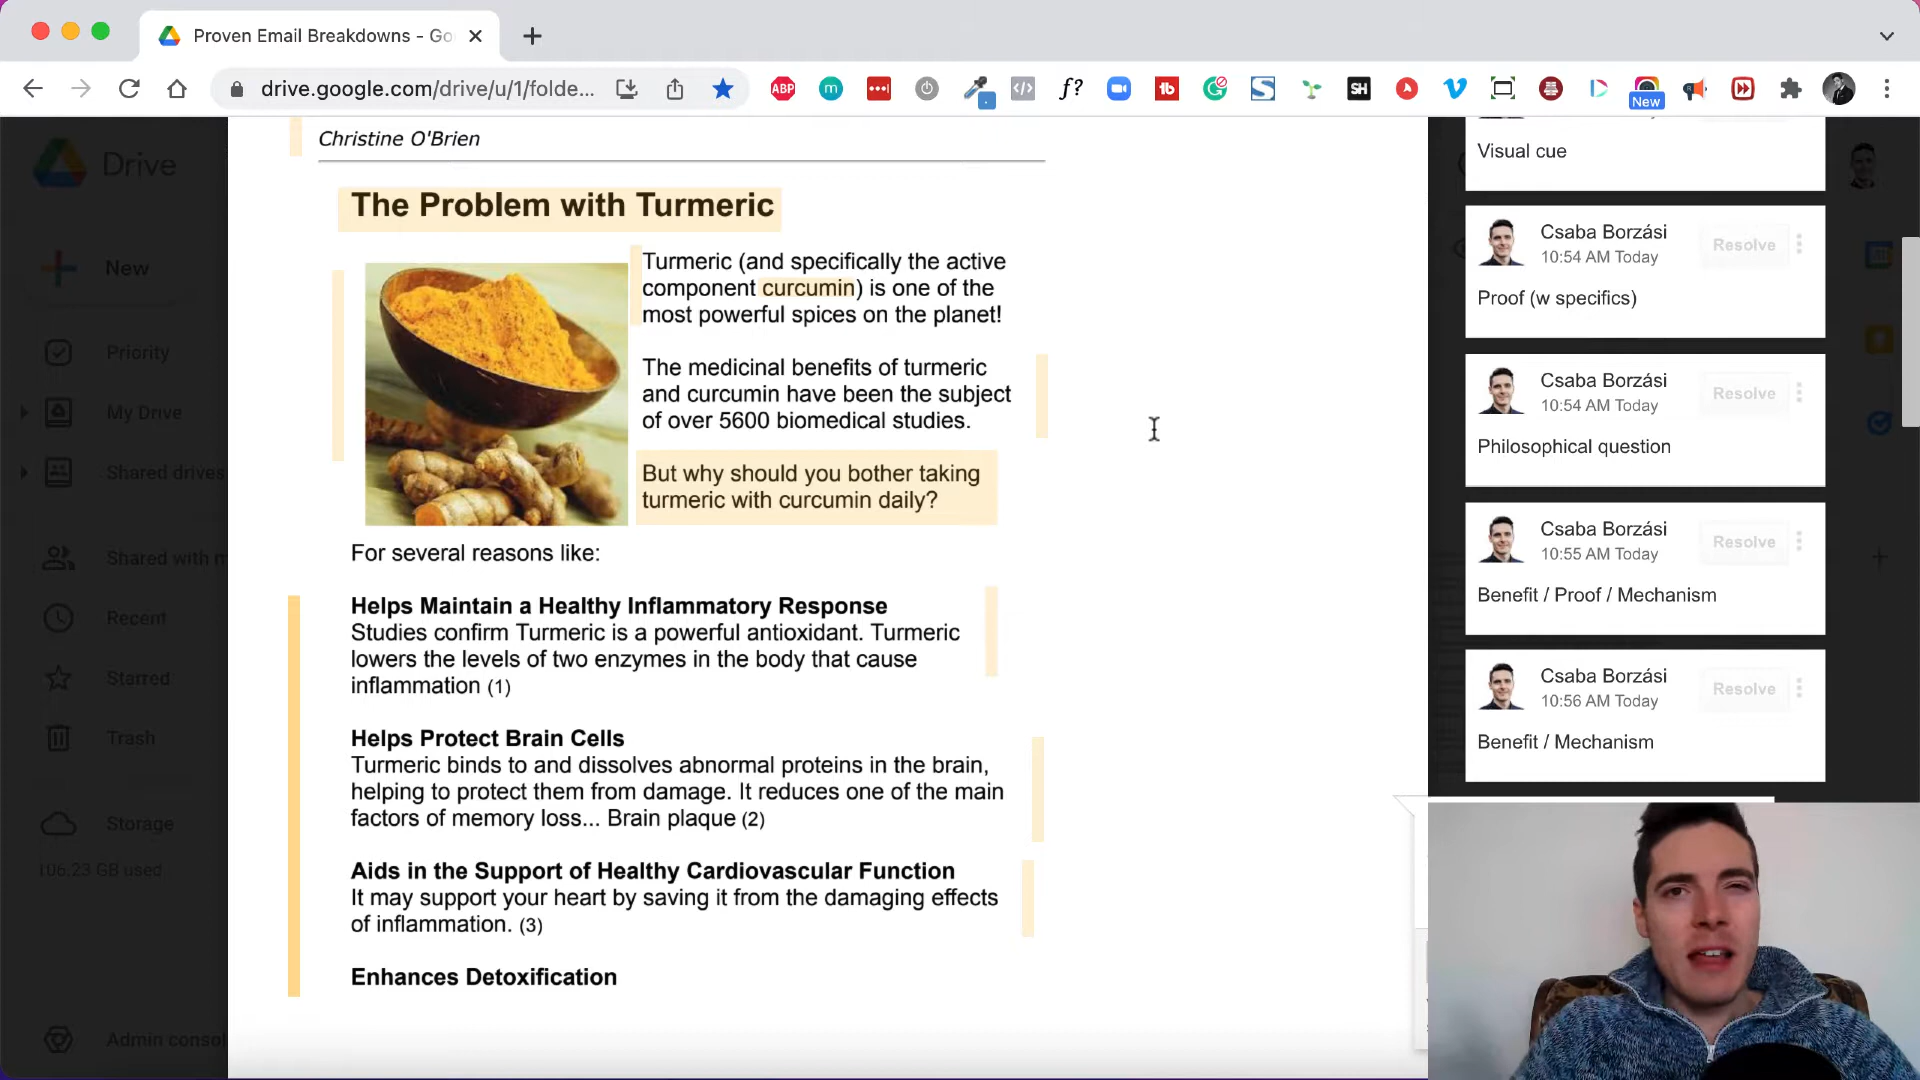 Proven Email Breakdowns - Go
drive.google.com/drive/u/1/folde...
ABP
m
f?
SH
New
Drive
New
Priority
My Drive
Shared drives
Shared with m
Recent
Starred
Trash
Storage
106.23 GB used
Admin conso
Christine O'Brien
The Problem with Turmeric
Turmeric (and specifically the active
component curcumin) is one of the
most powerful spices on the planet!
The medicinal benefits of turmeric
and curcumin have been the subject
of over 5600 biomedical studies.
But why should you bother taking
turmeric with curcumin daily?
For several reasons like:
Helps Maintain a Healthy Inflammatory Response
Studies confirm Turmeric is a powerful antioxidant. Turmeric
lowers the levels of two enzymes in the body that cause
inflammation (1)
Helps Protect Brain Cells
Turmeric binds to and dissolves abnormal proteins in the brain,
helping to protect them from damage. It reduces one of the main
factors of memory loss... Brain plaque (2)
Aids in the Support of Healthy Cardiovascular Function
It may support your heart by saving it from the damaging effects
of inflammation. (3)
Enhances Detoxification
Visual cue
Csaba Borzási
Resolve
10:54 AM Today
Proof (w specifics)
Csaba Borzási
Resolve
10:54 AM Today
Philosophical question
Csaba Borzási
Resolve
10:55 AM Today
Benefit / Proof / Mechanism
Csaba Borzási
Resolve
10:56 AM Today
Benefit / Mechanism